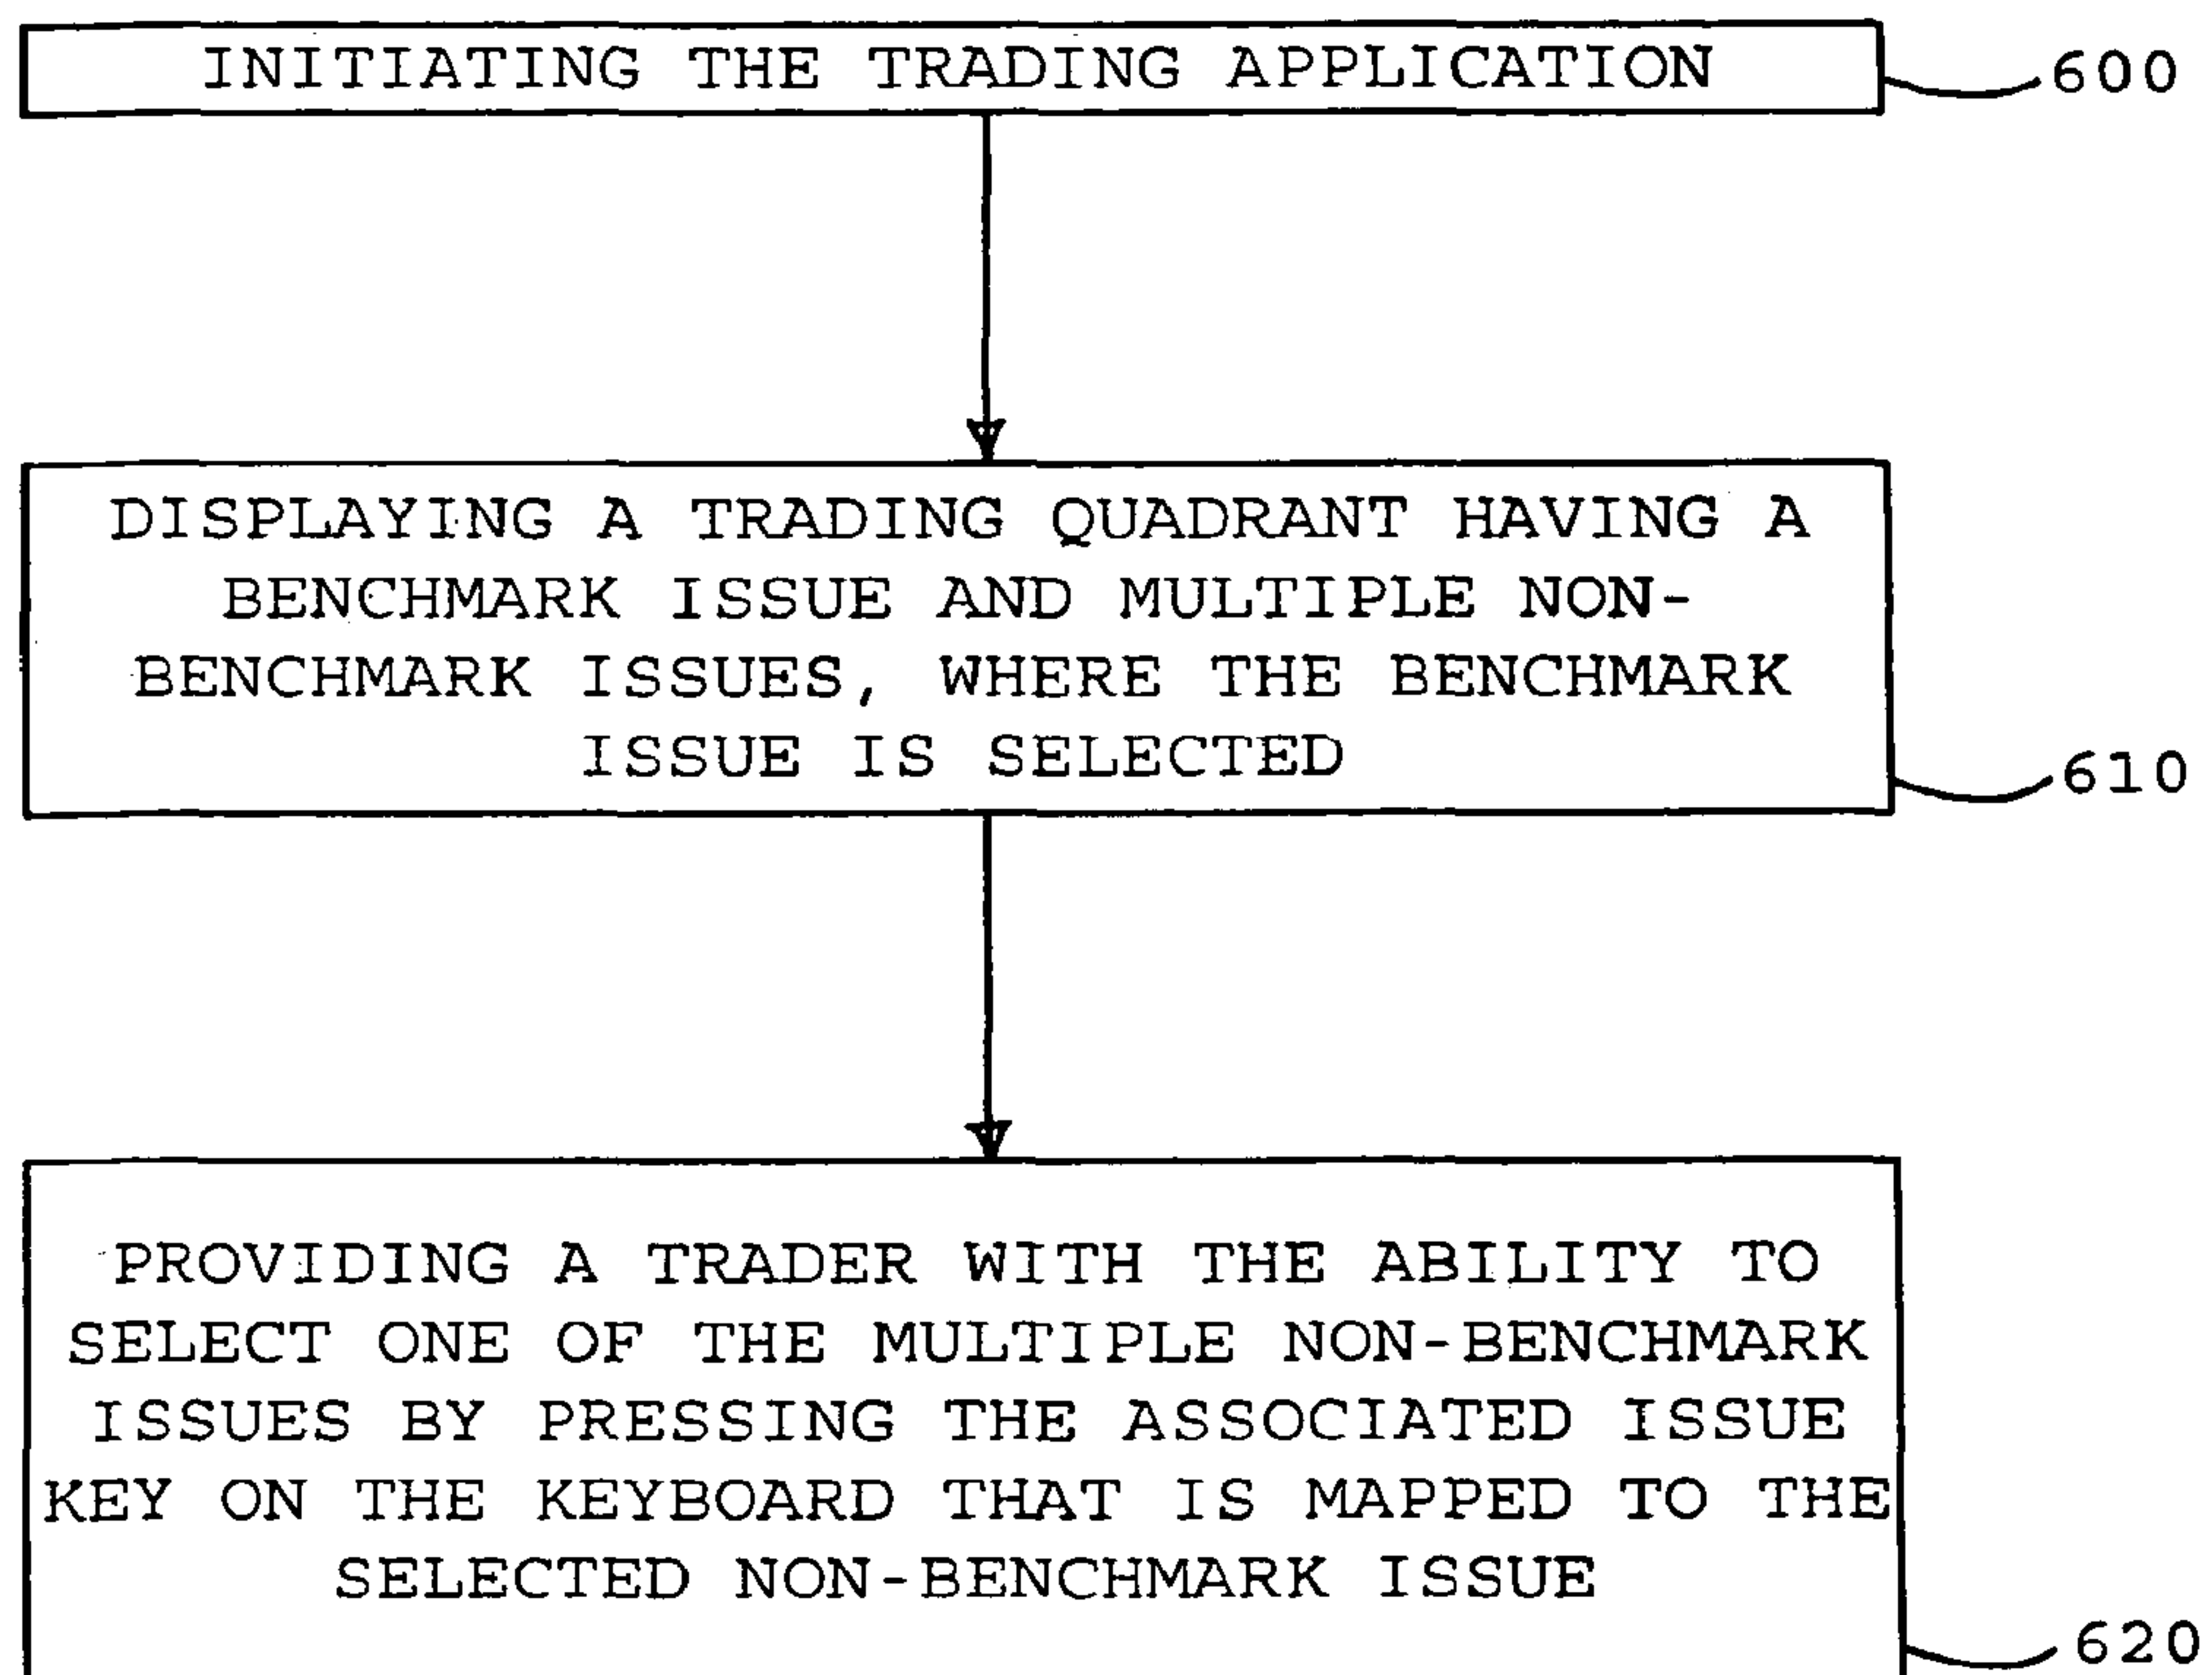 INITIATING THE TRADING APPLICATION
600
DISPLAYING A TRADING QUADRANT HAVING A
BENCHMARK ISSUE AND MULTIPLE NON-
BENCHMARK ISSUES, WHERE THE BENCHMARK
ISSUE IS SELECTED
610
PROVIDING A TRADER WITH THE ABILITY TO
SELECT ONE OF THE MULTIPLE NON-BENCHMARK
ISSUES BY PRESSING THE ASSOCIATED ISSUE
KEY ON THE KEYBOARD THAT IS MAPPED TO THE
SELECTED NON-BENCHMARK ISSUE
620